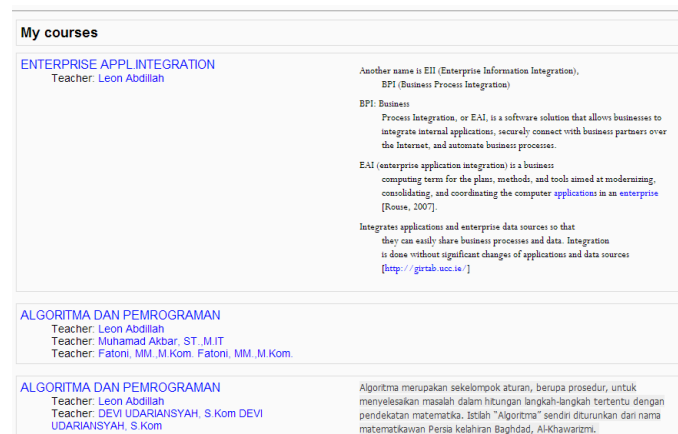 My courses
ENTERPRISE APPL.INTEGRATION
Teacher: Leon Abdillah
Another name is EII (Enterprise Information Integration),
BPI (Business Process Integration)
BPI: Business
Process Integration, or EAI, is a software solution that allows businesses to
integrate internal applications, securely connect with business partners over
the Internet, and automate business processes.
EAI (enterprise application integration) is a business
computing term for the plans, methods, and tools aimed at modernizing,
consolidating, and coordinating the computer applications in an enterprise
[Rouse, 2007].
Integrates applications and enterprise data sources so that
they can easily share business processes and data. Integration
is done without significant changes of applications and data sources
[http://girtab.ucc.ie/]
ALGORITMA DAN PEMROGRAMAN
Teacher: Leon Abdillah
Teacher: Muhamad Akbar, ST.,M.IT
Teacher: Fatoni, MM.,M.Kom. Fatoni, MM.,M.Kom.
ALGORITMA DAN PEMROGRAMAN
Teacher: Leon Abdillah
Teacher: DEVI UDARIANSYAH, S.Kom DEVI
UDARIANSYAH, S.Kom
Algoritma merupakan sekelompok aturan, berupa prosedur, untuk
menyelesaikan masalah dalam hitungan langkah-langkah tertentu dengan
pendekatan matematika. Istilah "Algoritma" sendiri diturunkan dari nama
matematikawan Persia kelahiran Baghdad, Al-Khawarizmi.